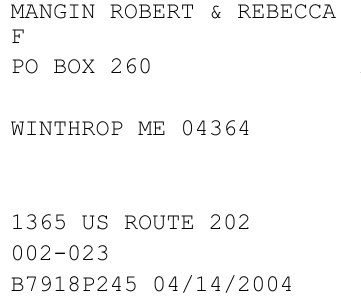 MANGIN ROBERT & REBECCA
F
PO BOX 260
WINTHROP ME 04364
1365 US ROUTE 202
002-023
B7918P245 04/14/2004